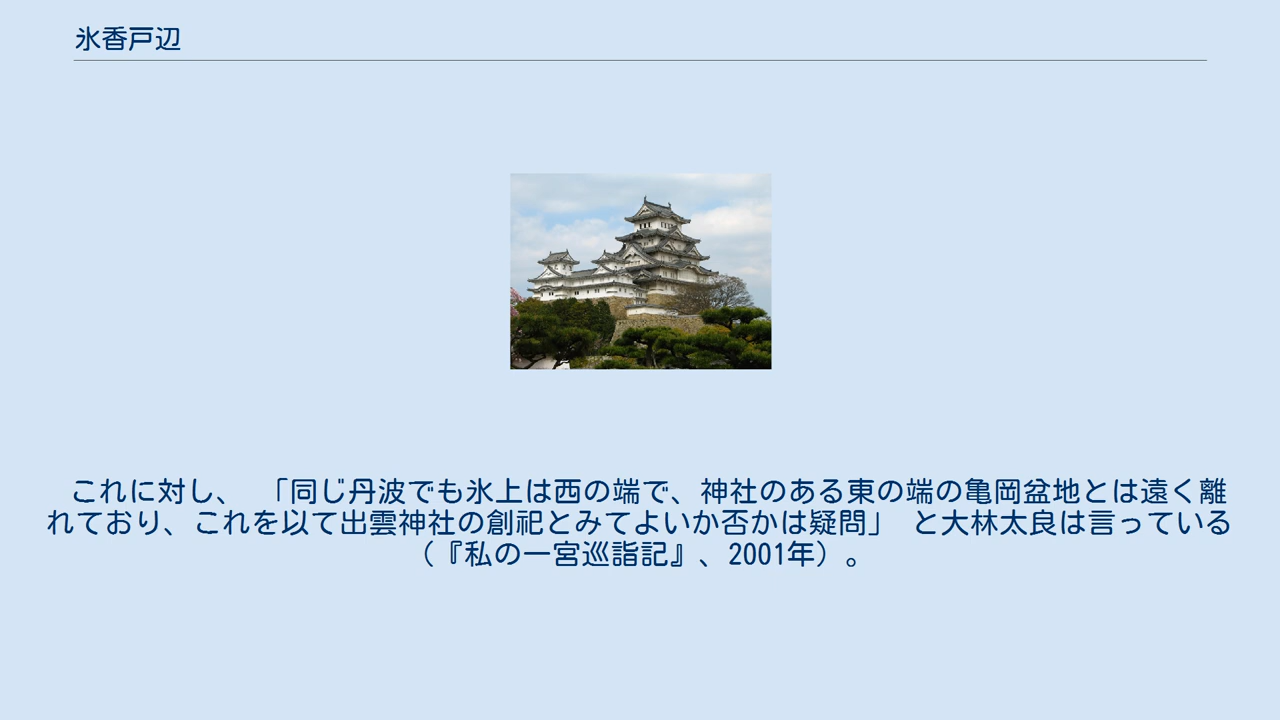 氷香戸辺
これに対し、 「同じ丹波でも氷上は西の端で、神社のある東の端の亀岡盆地とは遠く離
れており、これを以て出雲神社の創祀とみてよいか否かは疑問」 と大林太良は言っている
（『私の一宮巡詣記』、2001年）。